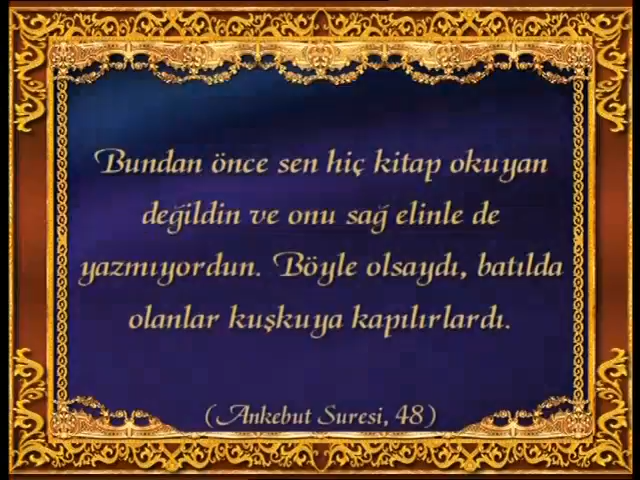 Bundan önce sen hiç kitap okuyan
değildin ve onu sağ elinle de
yazmıyordun. Böyle olsaydı, batılda
olanlar kuşkuya kapılırlardı.
(Ankebut Suresi, 48)